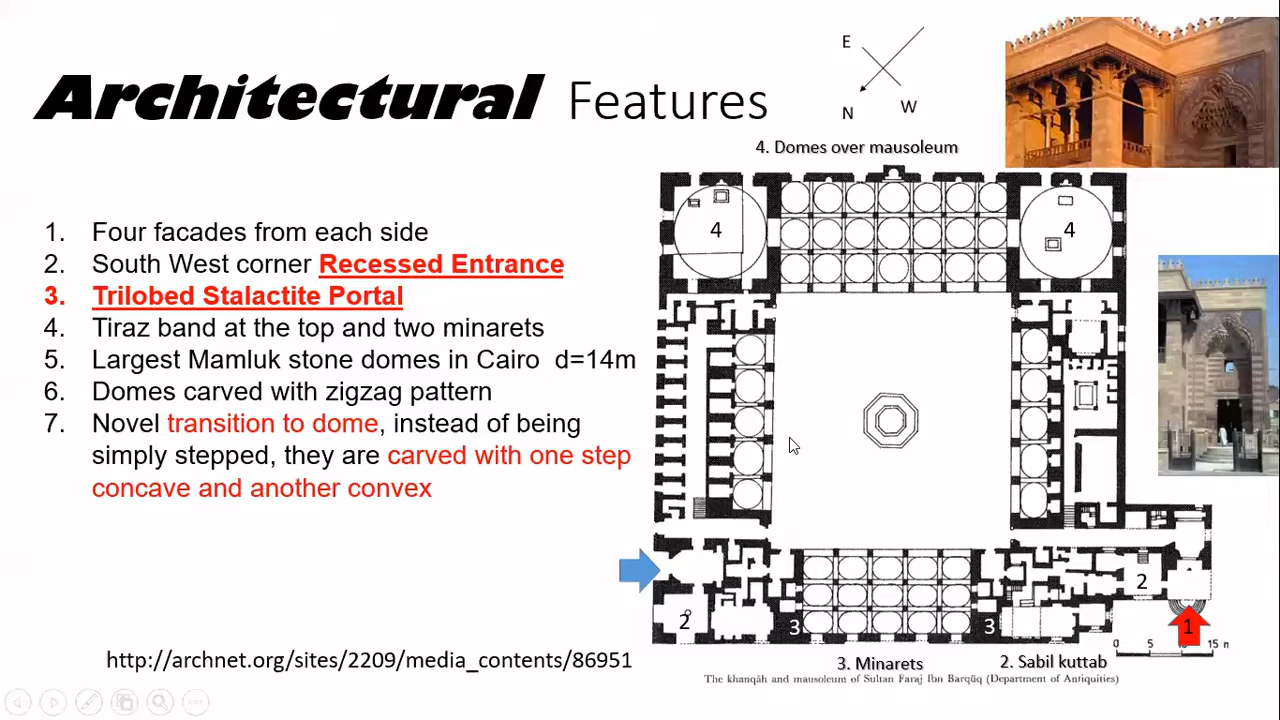 Architectural Features
E
N
W
4. Domes over mausoleum
1. Four facades from each side
2. South West corner Recessed Entrance
3. Trilobed Stalactite Portal
4. Tiraz band at the top and two minarets
5. Largest Mamluk stone domes in Cairo d=14m
6. Domes carved with zigzag pattern
7. Novel transition to dome, instead of being
simply stepped, they are carved with one step
concave and another convex
4
4
2
2
3
3
1
0 5 10 15 m
3. Minarets
2. Sabil kuttab
The khanqáh and mausoleum of Sultan Faraj Ibn Barqūq (Department of Antiquities)
http://archnet.org/sites/2209/media_contents/86951